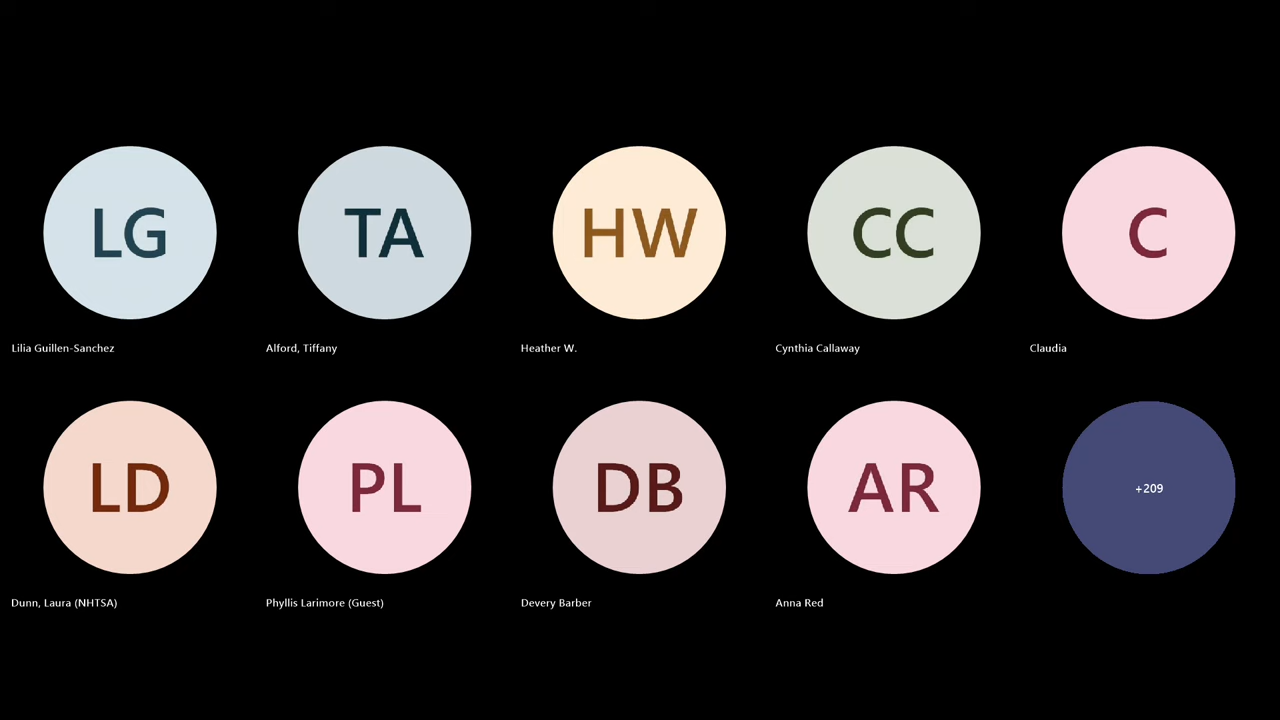 LG
TA
HW
CC
C
Lilia Guillen-Sanchez
Alford, Tiffany
Heather W.
Cynthia Callaway
Claudia
LD
PL
DB
AR
+209
Dunn, Laura (NHTSA)
Phyllis Larimore (Guest)
Devery Barber
Anna Red